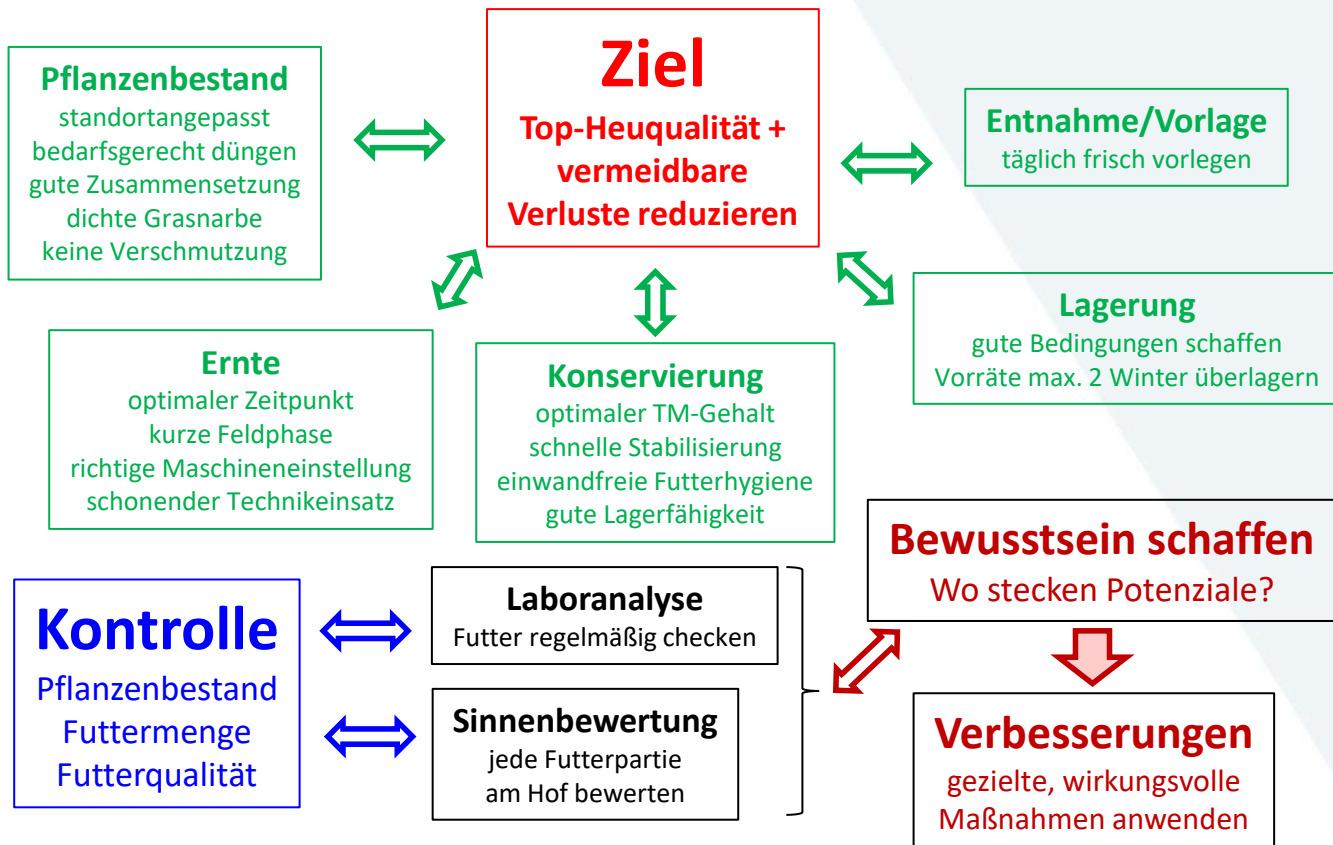 Ziel
Top-Heuqualität +
vermeidbare
Verluste reduzieren
Pflanzenbestand
standortangepasst
bedarfsgerecht düngen
gute Zusammensetzung
dichte Grasnarbe
keine Verschmutzung
Entnahme/Vorlage
täglich frisch vorlegen
Ernte
optimaler Zeitpunkt
kurze Feldphase
richtige Maschineneinstellung
schonender Technikeinsatz
Konservierung
optimaler TM-Gehalt
schnelle Stabilisierung
einwandfreie Futterhygiene
gute Lagerfähigkeit
Lagerung
gute Bedingungen schaffen
Vorräte max. 2 Winter überlagern
Kontrolle
Pflanzenbestand
Futtermenge
Futterqualität
Laboranalyse
Futter regelmäßig checken
Sinnenbewertung
jede Futterpartie
am Hof bewerten
Bewusstsein schaffen
Wo stecken Potenziale?
Verbesserungen
gezielte, wirkungsvolle
Maßnahmen anwenden